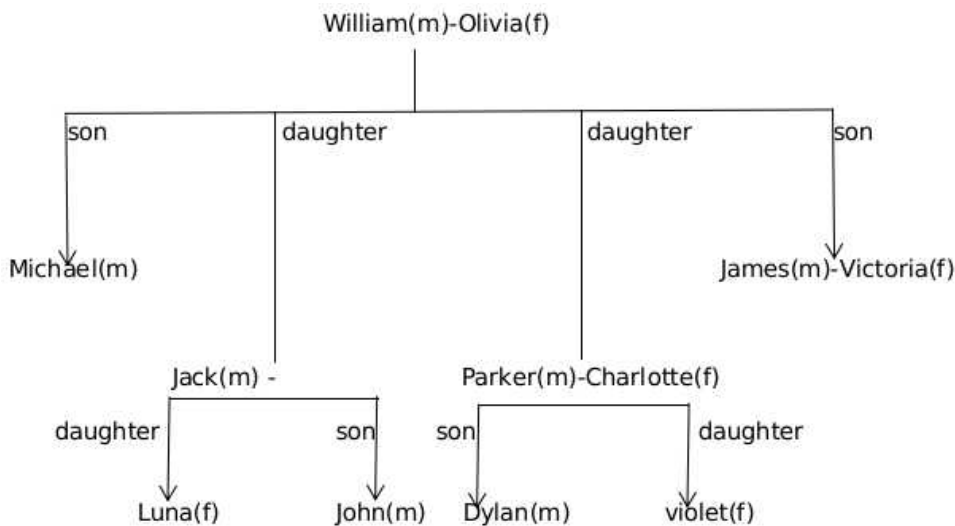 William(m)-Olivia(f)
son
daughter
daughter
son
Michael(m)
James(m)-Victoria(f)
Jack(m) -
Parker(m)-Charlotte(f)
daughter
son
son
daughter
Luna(f)
John(m)
Dylan(m)
violet(f)